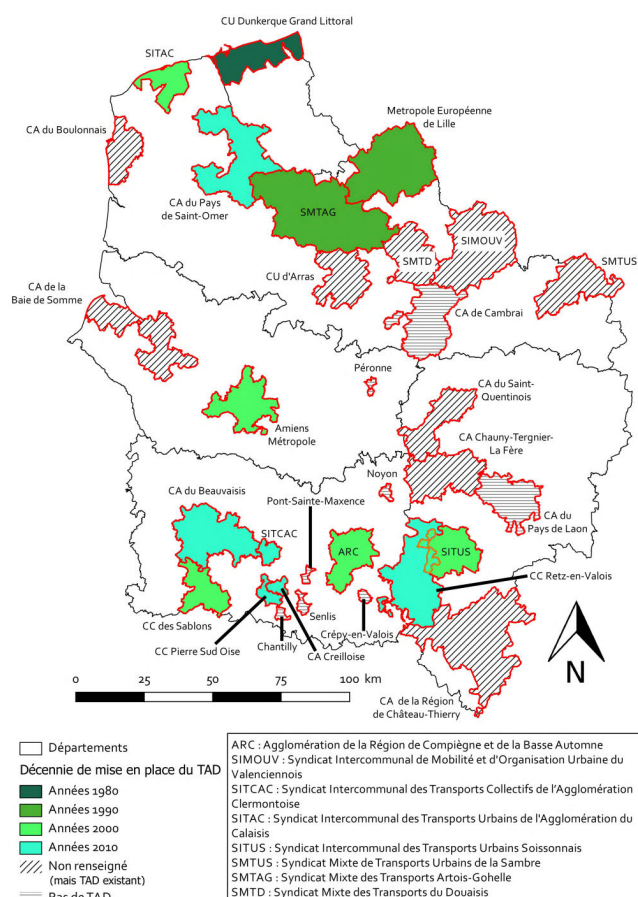 CU Dunkerque Grand Littoral
SITAC
Metropole Européenne
de Lille
CA du Boulonnais
CA du Pays
de Saint-Omer
SMTAG
SIMOUV
SMTD
SMTUS
CU d'Arras
CA de la
Baie de Somme
CA de Cambrai
Péronne
CA du Saint-
Quentinois
Amiens
Métropole
CA Chauny-Tergnier-
La Fère
Noyon
CA du Beauvaisis
Pont-Sainte-Maxence
CA du
Pays de Laon
SITCAC
ARC
SITUS
CC Retz-en-Valois
CC des Sablons
Senlis
Crépy-en-Valois
CC Pierre Sud Oise
Chantilly
CA Creilloise
N
0 25 50 75 100 km
CA de la Région
de Château-Thierry
Départements
Décennie de mise en place du TAD
Années 1980
Années 1990
Années 2000
Années 2010
Non renseigné
(mais TAD existant)
Pas de TAD
ARC : Agglomération de la Région de Compiègne et de la Basse Automne
SIMOUV : Syndicat Intercommunal de Mobilité et d'Organisation Urbaine du
Valenciennois
SITCAC : Syndicat Intercommunal des Transports Collectifs de l'Agglomération
Clermontoise
SITAC : Syndicat Intercommunal des Transports Urbains de l'Agglomération du
Calaisis
SITUS : Syndicat Intercommunal des Transports Urbains Soissonnais
SMTUS : Syndicat Mixte de Transports Urbains de la Sambre
SMTAG : Syndicat Mixte des Transports Artois-Gohelle
SMTD : Syndicat Mixte des Transports du Douaisis